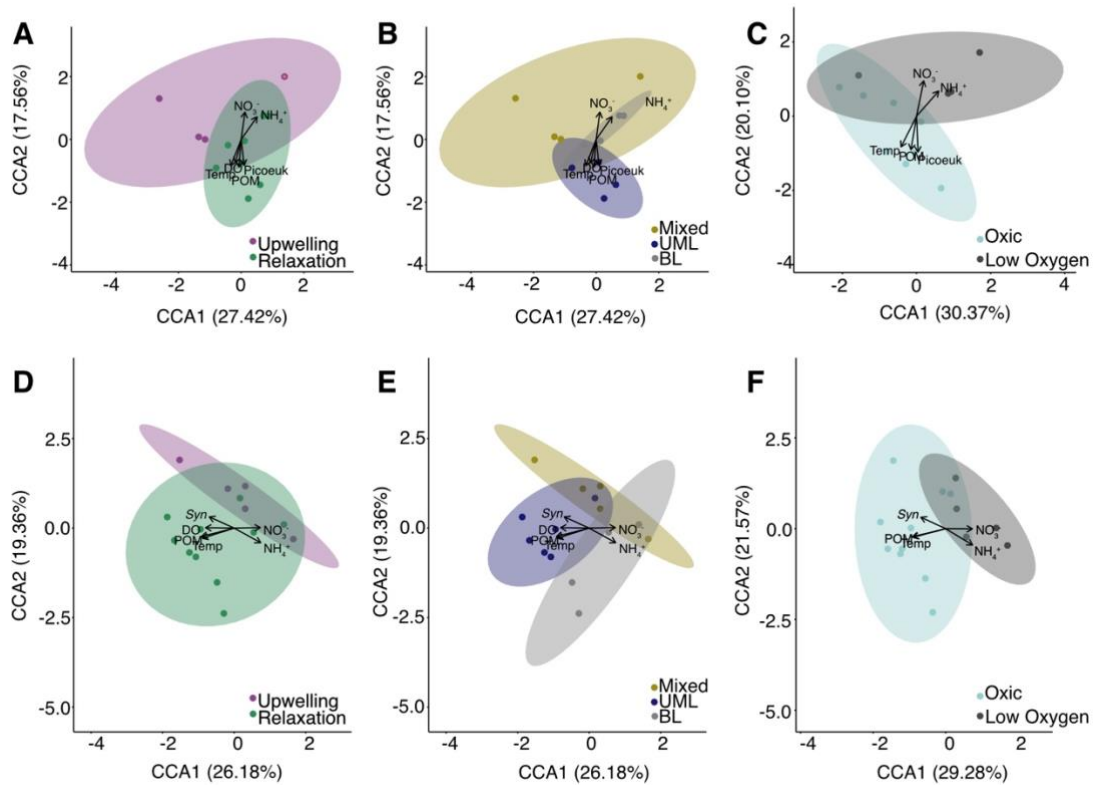 A
CCA2 (17.56%)
2
0
-2
-4
NO₃⁻
NH₄⁺
DO
Picoeuk
Temp
POM
Upwelling
Relaxation
-4
-2
0
2
CCA1 (27.42%)
B
CCA2 (17.56%)
2
0
-2
-4
NO₃⁻
NH₄⁺
DO
Picoeuk
Temp
POM
Mixed
UML
BL
-4
-2
0
2
CCA1 (27.42%)
C
CCA2 (20.10%)
2
0
-2
-4
NO₃⁻
NH₄⁺
Temp
POM
Picoeuk
Oxic
Low Oxygen
-2
0
2
4
CCA1 (30.37%)
D
CCA2 (19.36%)
2.5
0.0
-2.5
-5.0
Syn
DO
NO₃⁻
POM
Temp
NH₄⁺
Upwelling
Relaxation
-4
-2
0
2
CCA1 (26.18%)
E
CCA2 (19.36%)
2.5
0.0
-2.5
-5.0
Syn
DO
NO₃⁻
POM
Temp
NH₄⁺
Mixed
UML
BL
-4
-2
0
2
CCA1 (26.18%)
F
CCA2 (21.57%)
2.5
0.0
-2.5
-5.0
Syn
NO₃⁻
POM
Temp
NH₄⁺
Oxic
Low Oxygen
-4
-2
0
2
CCA1 (29.28%)